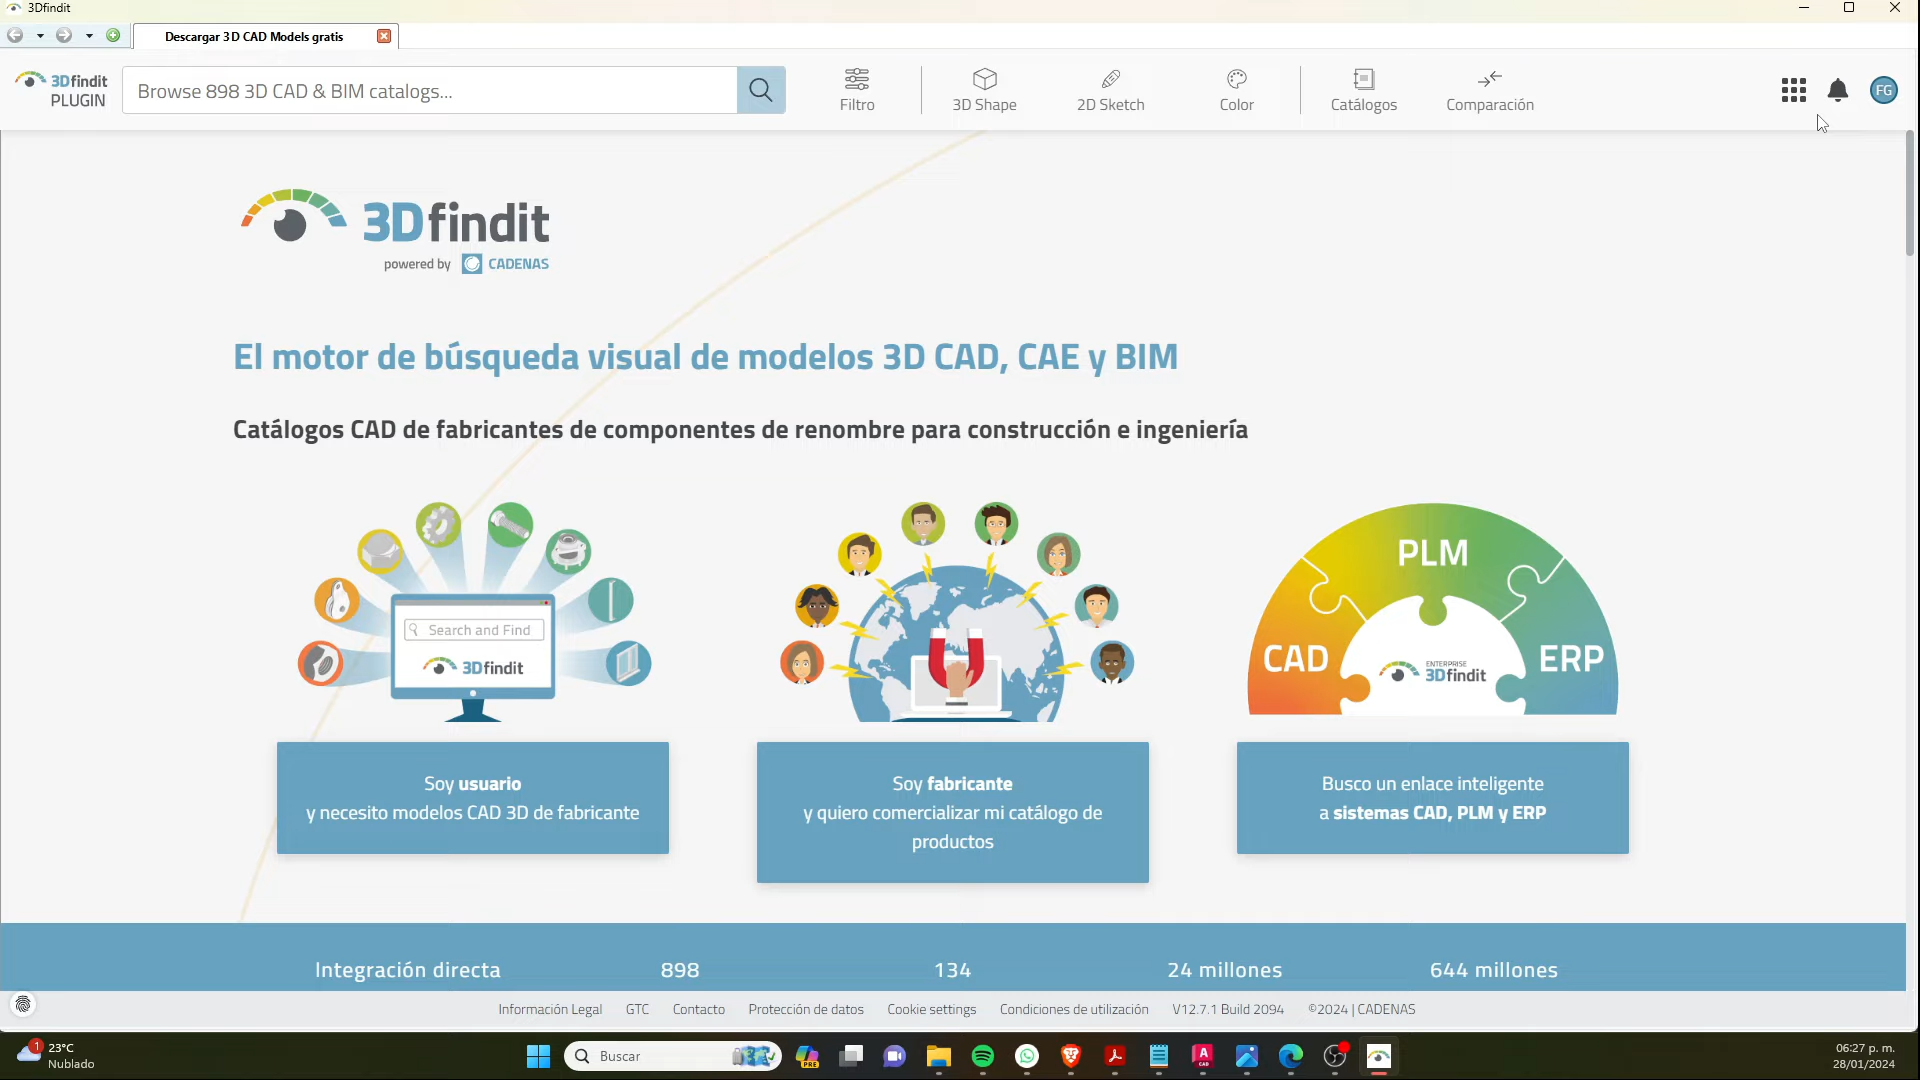 3Dfindit
Descargar 3D CAD Models gratis
3Dfindit
PLUGIN
Browse 898 3D CAD & BIM catalogs...
Filtro
3D Shape
2D Sketch
Color
Catálogos
Comparación
FG
3Dfindit
powered by CADENAS
El motor de búsqueda visual de modelos 3D CAD, CAE y BIM
Catálogos CAD de fabricantes de componentes de renombre para construcción e ingeniería
Search and Find
3Dfindit
PLM
CAD
ERP
ENTERPRISE
3Dfindit
Soy usuario
y necesito modelos CAD 3D de fabricante
Soy fabricante
y quiero comercializar mi catálogo de
productos
Busco un enlace inteligente
a sistemas CAD, PLM y ERP
Integración directa
898
134
24 millones
644 millones
Información Legal
GTC
Contacto
Protección de datos
Cookie settings
Condiciones de utilización
V12.7.1 Build 2094
©2024 | CADENAS
1
23°C
Nublado
Buscar
PRE
A
CAD
06:27 p. m.
28/01/2024